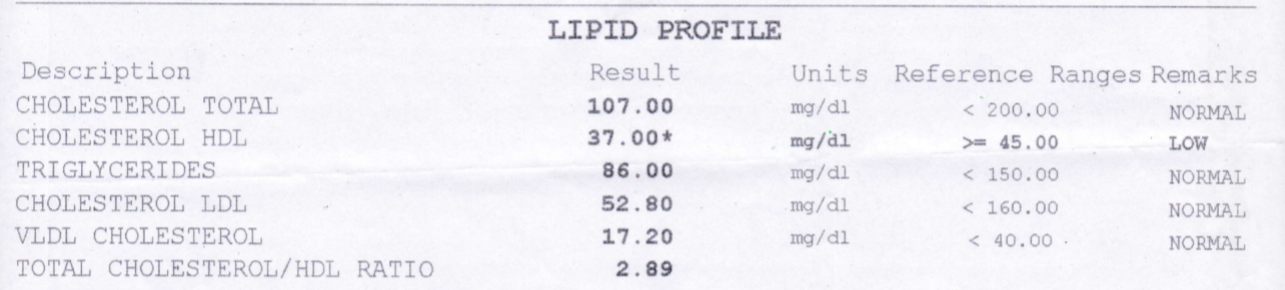 LIPID PROFILE
Description Result Units Reference Ranges Remarks
CHOLESTEROL TOTAL 107.00 mg/dl < 200.00 NORMAL
CHOLESTEROL HDL 37.00* mg/dl >= 45.00 LOW
TRIGLYCERIDES 86.00 mg/dl < 150.00 NORMAL
CHOLESTEROL LDL 52.80 mg/dl < 160.00 NORMAL
VLDL CHOLESTEROL 17.20 mg/dl < 40.00 NORMAL
TOTAL CHOLESTEROL/HDL RATIO 2.89